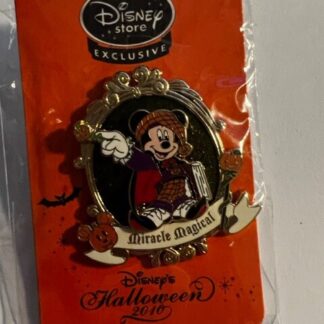 Disney
store
EXCLUSIVE
Miracle Magical
Disney's
Halloween
2010